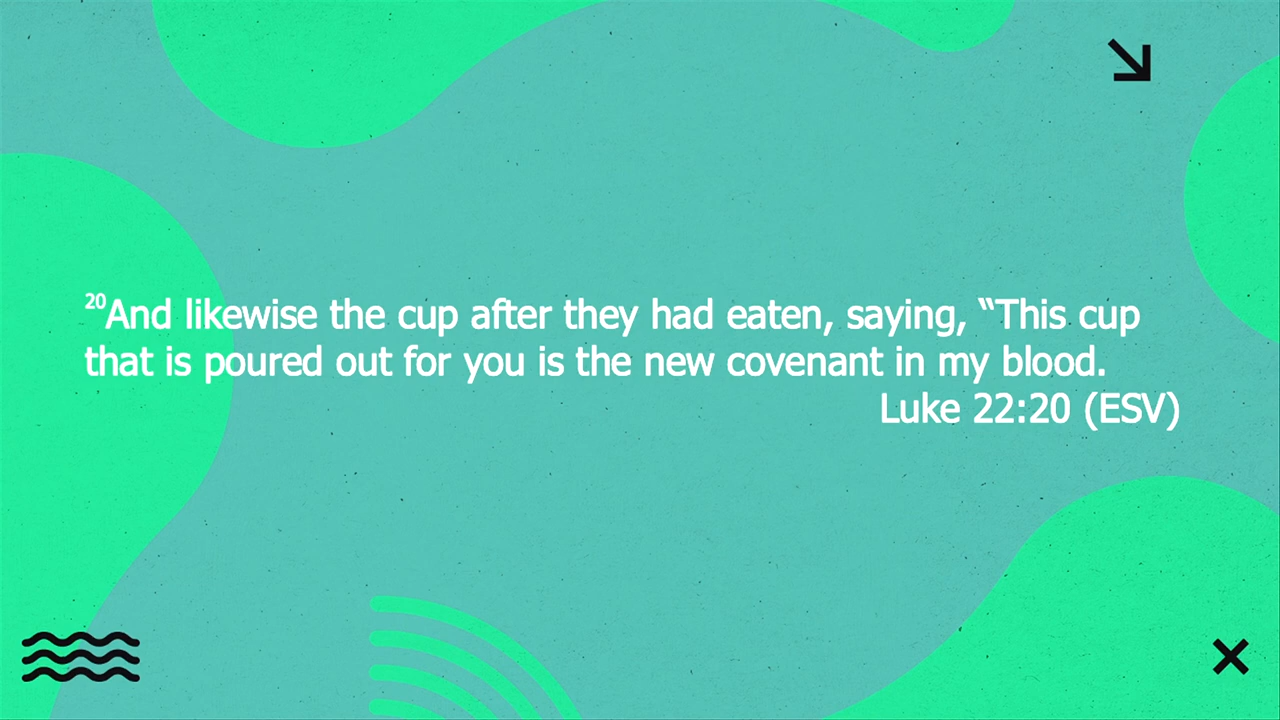 20And likewise the cup after they had eaten, saying, “This cup
that is poured out for you is the new covenant in my blood.
Luke 22:20 (ESV)